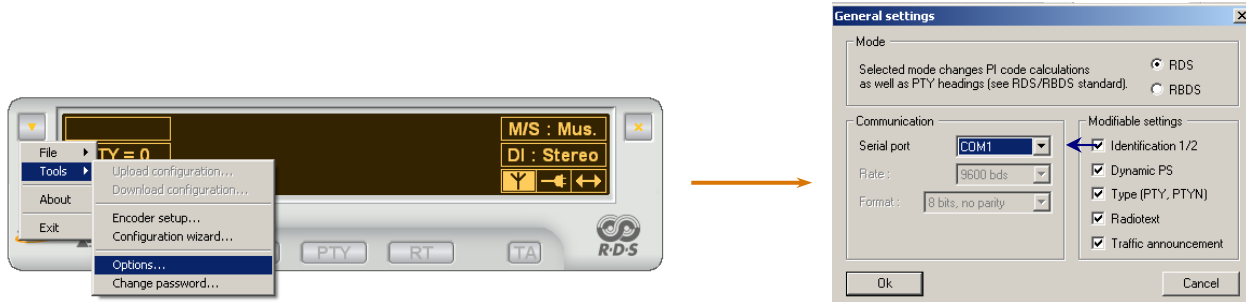 M/S : Mus.
PTY = 0
DI : Stereo
File
Tools
About
Exit
Upload configuration...
Download configuration...
Encoder setup...
Configuration wizard...
Options...
Change password...
PTY
RT
TA
R·D·S
General settings
Mode
Selected mode changes PI code calculations
as well as PTY headings (see RDS/RBDS standard).
RDS
RBDS
Communication
Serial port
COM1
Rate :
9600 bds
Format :
8 bits, no parity
Modifiable settings
Identification 1/2
Dynamic PS
Type (PTY, PTYN)
Radiotext
Traffic announcement
Ok
Cancel